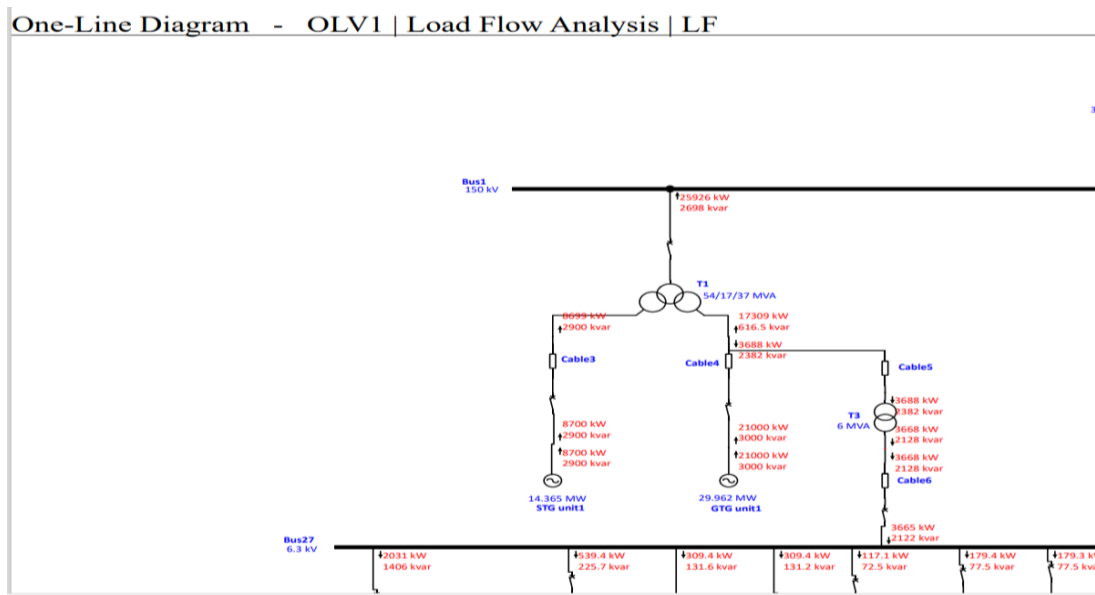 One-Line Diagram - OLV1 | Load Flow Analysis | LF
3
Bus1
150 kV
25926 kW
2698 kvar
T1
54/17/37 MVA
8699 kW
2900 kvar
17309 kW
616.5 kvar
3688 kW
2382 kvar
Cable3
Cable4
Cable5
3688 kW
2382 kvar
T3
6 MVA
3668 kW
2128 kvar
8700 kW
2900 kvar
21000 kW
3000 kvar
8700 kW
2900 kvar
21000 kW
3000 kvar
3668 kW
2128 kvar
Cable6
14.365 MW
STG unit1
29.962 MW
GTG unit1
3665 kW
2122 kvar
Bus27
6.3 kV
2031 kW
1406 kvar
539.4 kW
225.7 kvar
309.4 kW
131.6 kvar
309.4 kW
131.2 kvar
117.1 kW
72.5 kvar
179.4 kW
77.5 kvar
179.3 k
77.5 kva